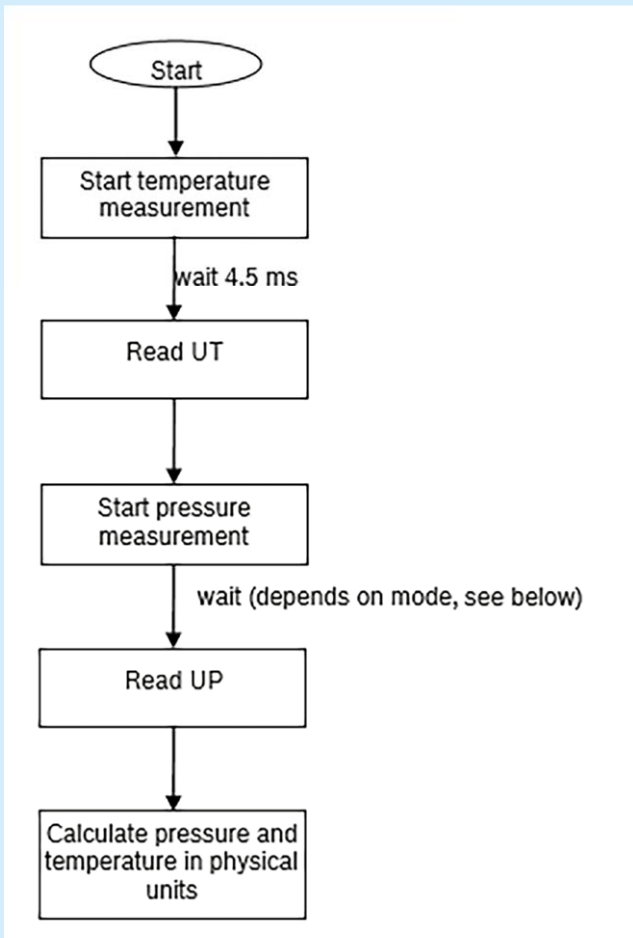 Start
Start temperature
measurement
wait 4.5 ms
Read UT
Start pressure
measurement
wait (depends on mode, see below)
Read UP
Calculate pressure and
temperature in physical
units